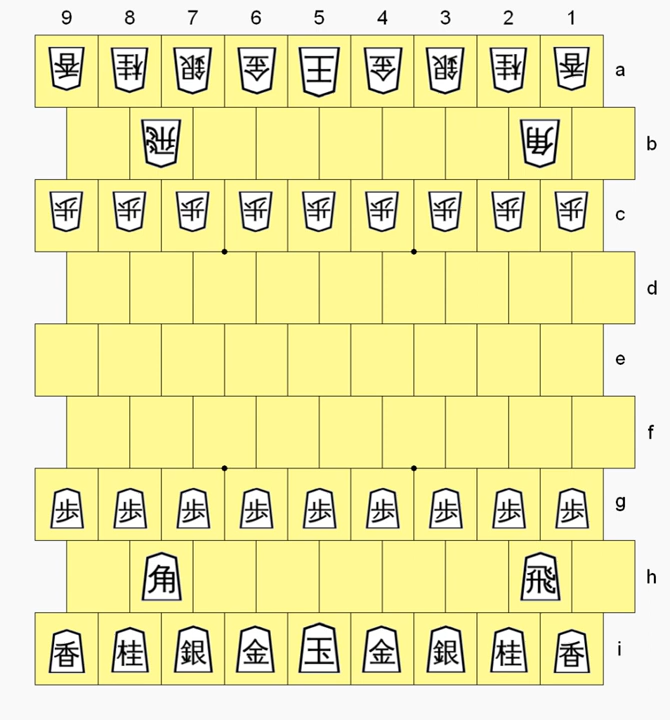 9 8 7 6 5 4 3 2 1
香 桂 銀 金 王 金 銀 桂 香 a
飛 角 b
歩 歩 歩 歩 歩 歩 歩 歩 歩 c
d
e
f
歩 歩 歩 歩 歩 歩 歩 歩 歩 g
角 飛 h
香 桂 銀 金 玉 金 銀 桂 香 i